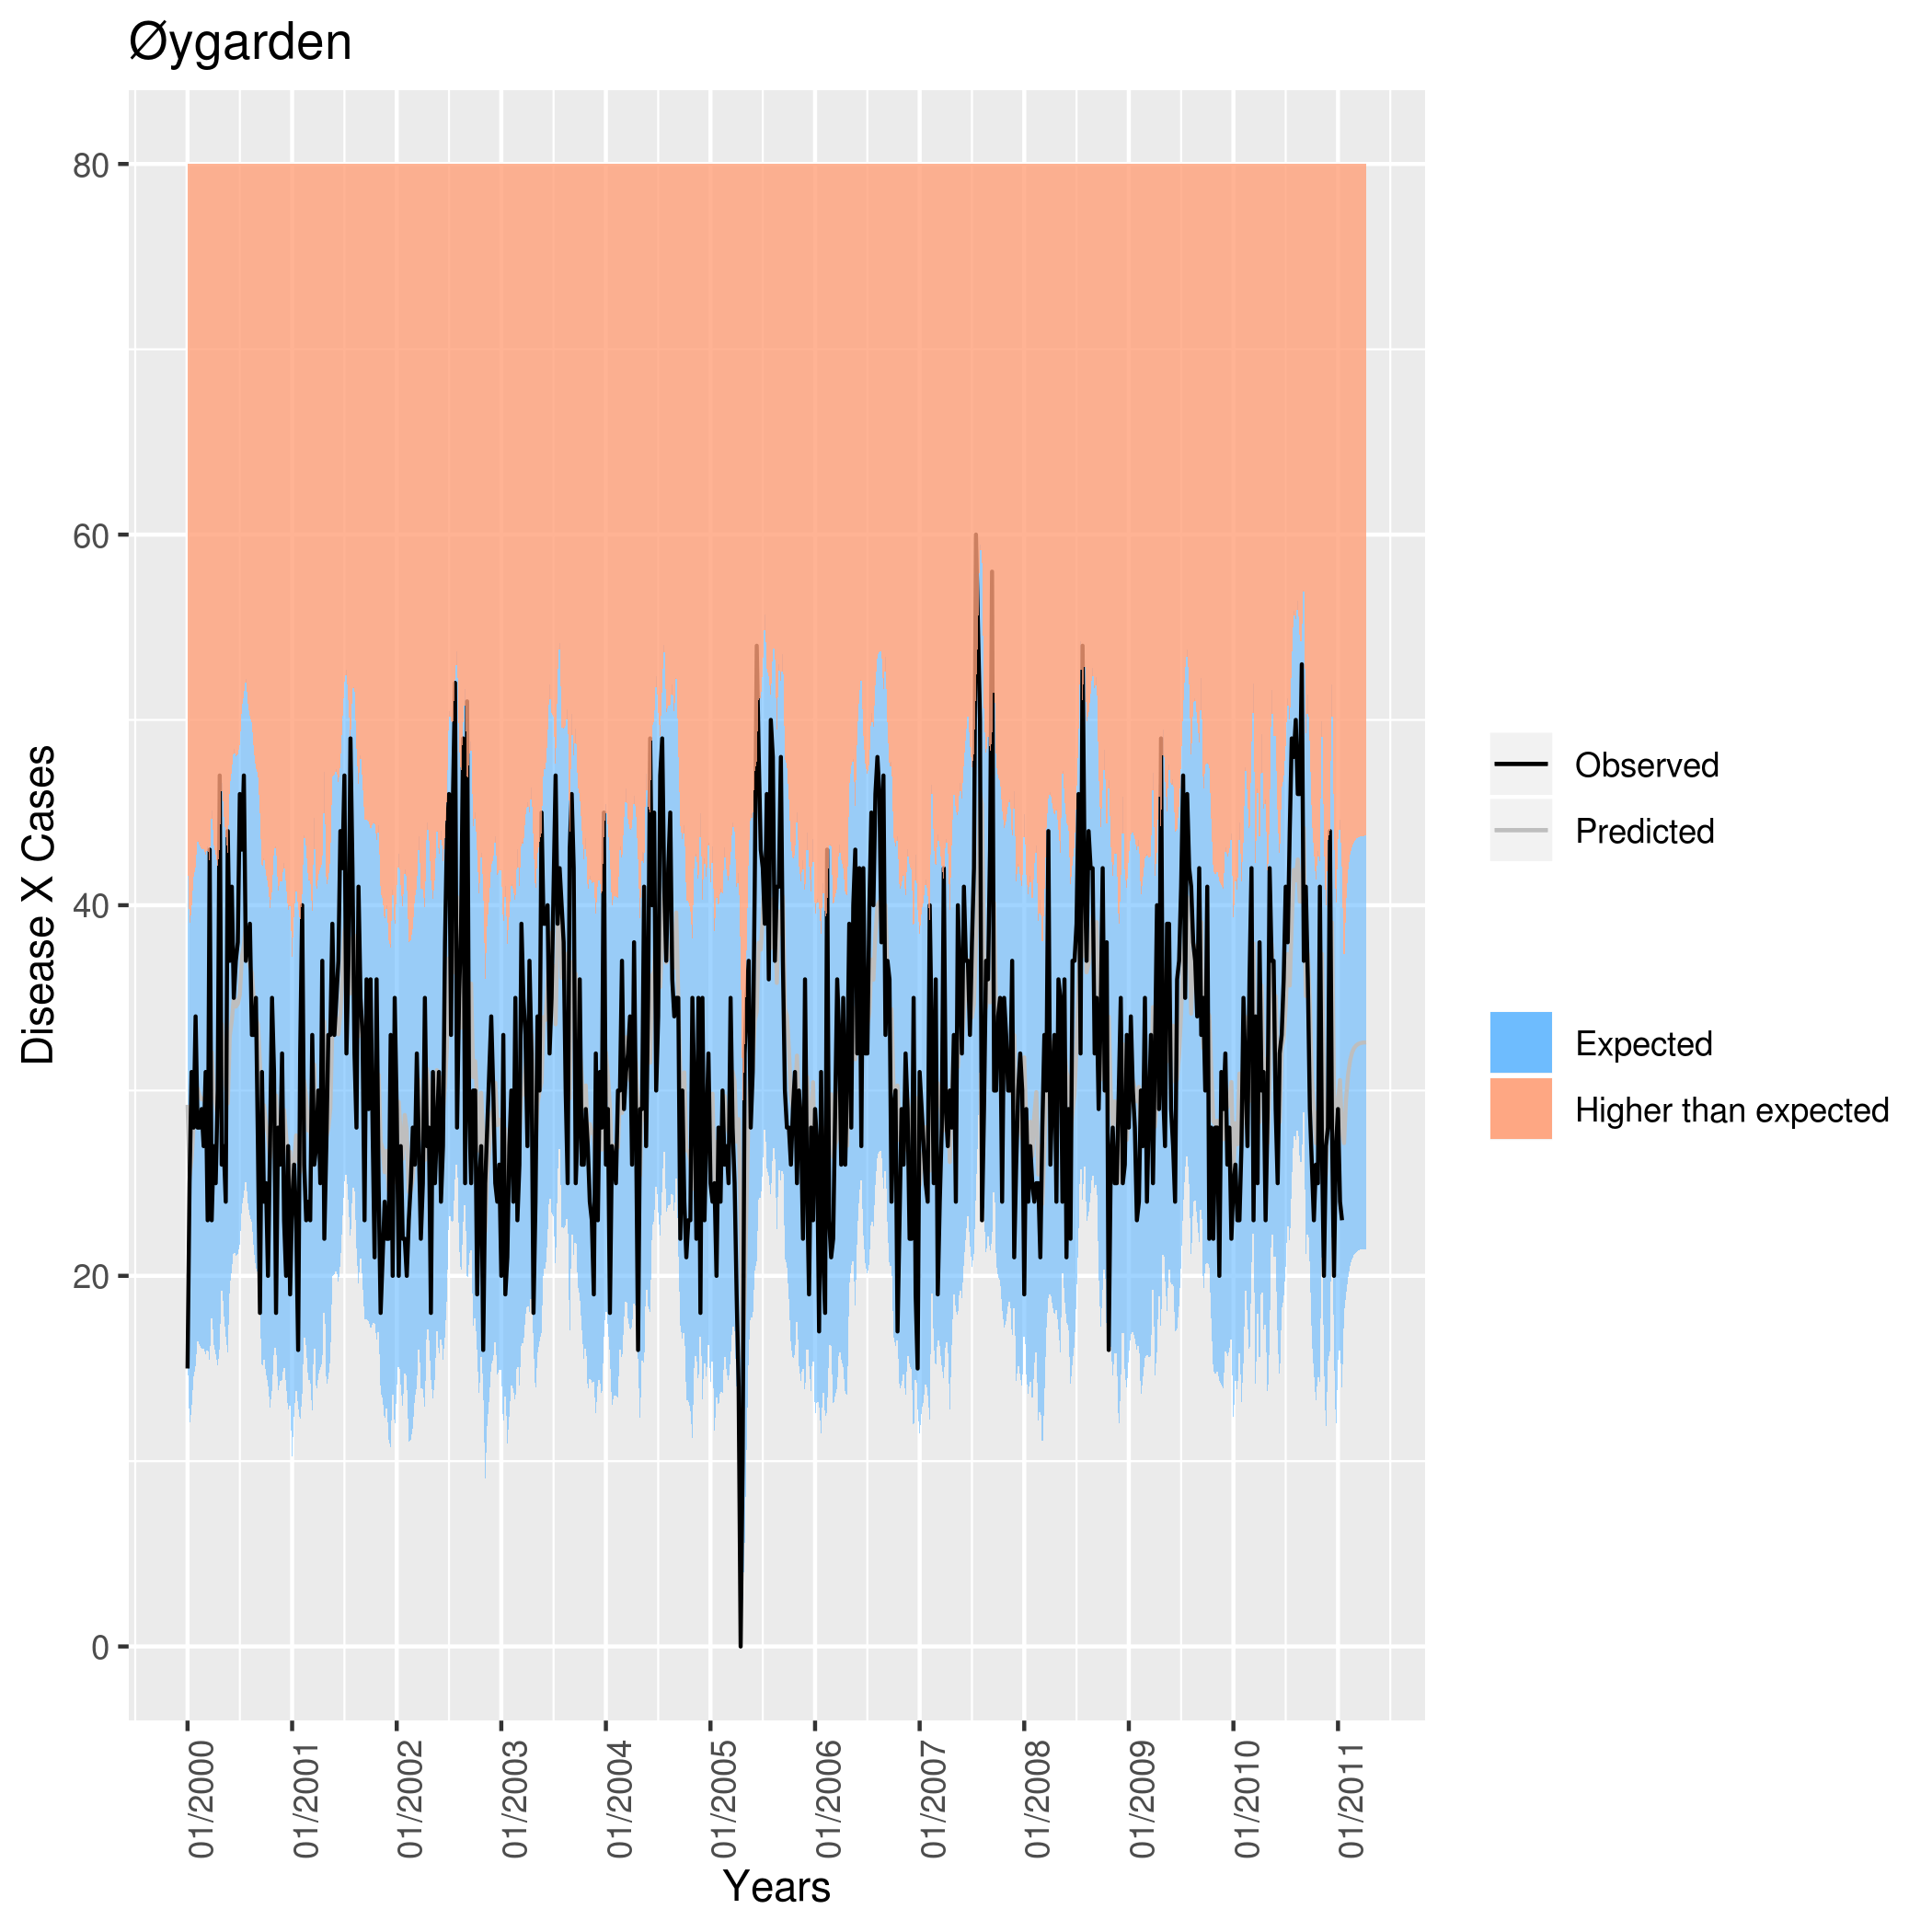 Øygarden
Disease X Cases
80
60
40
20
0
01/2000
01/2001
01/2002
01/2003
01/2004
01/2005
01/2006
01/2007
01/2008
01/2009
01/2010
01/2011
Years
Observed
Predicted
Expected
Higher than expected